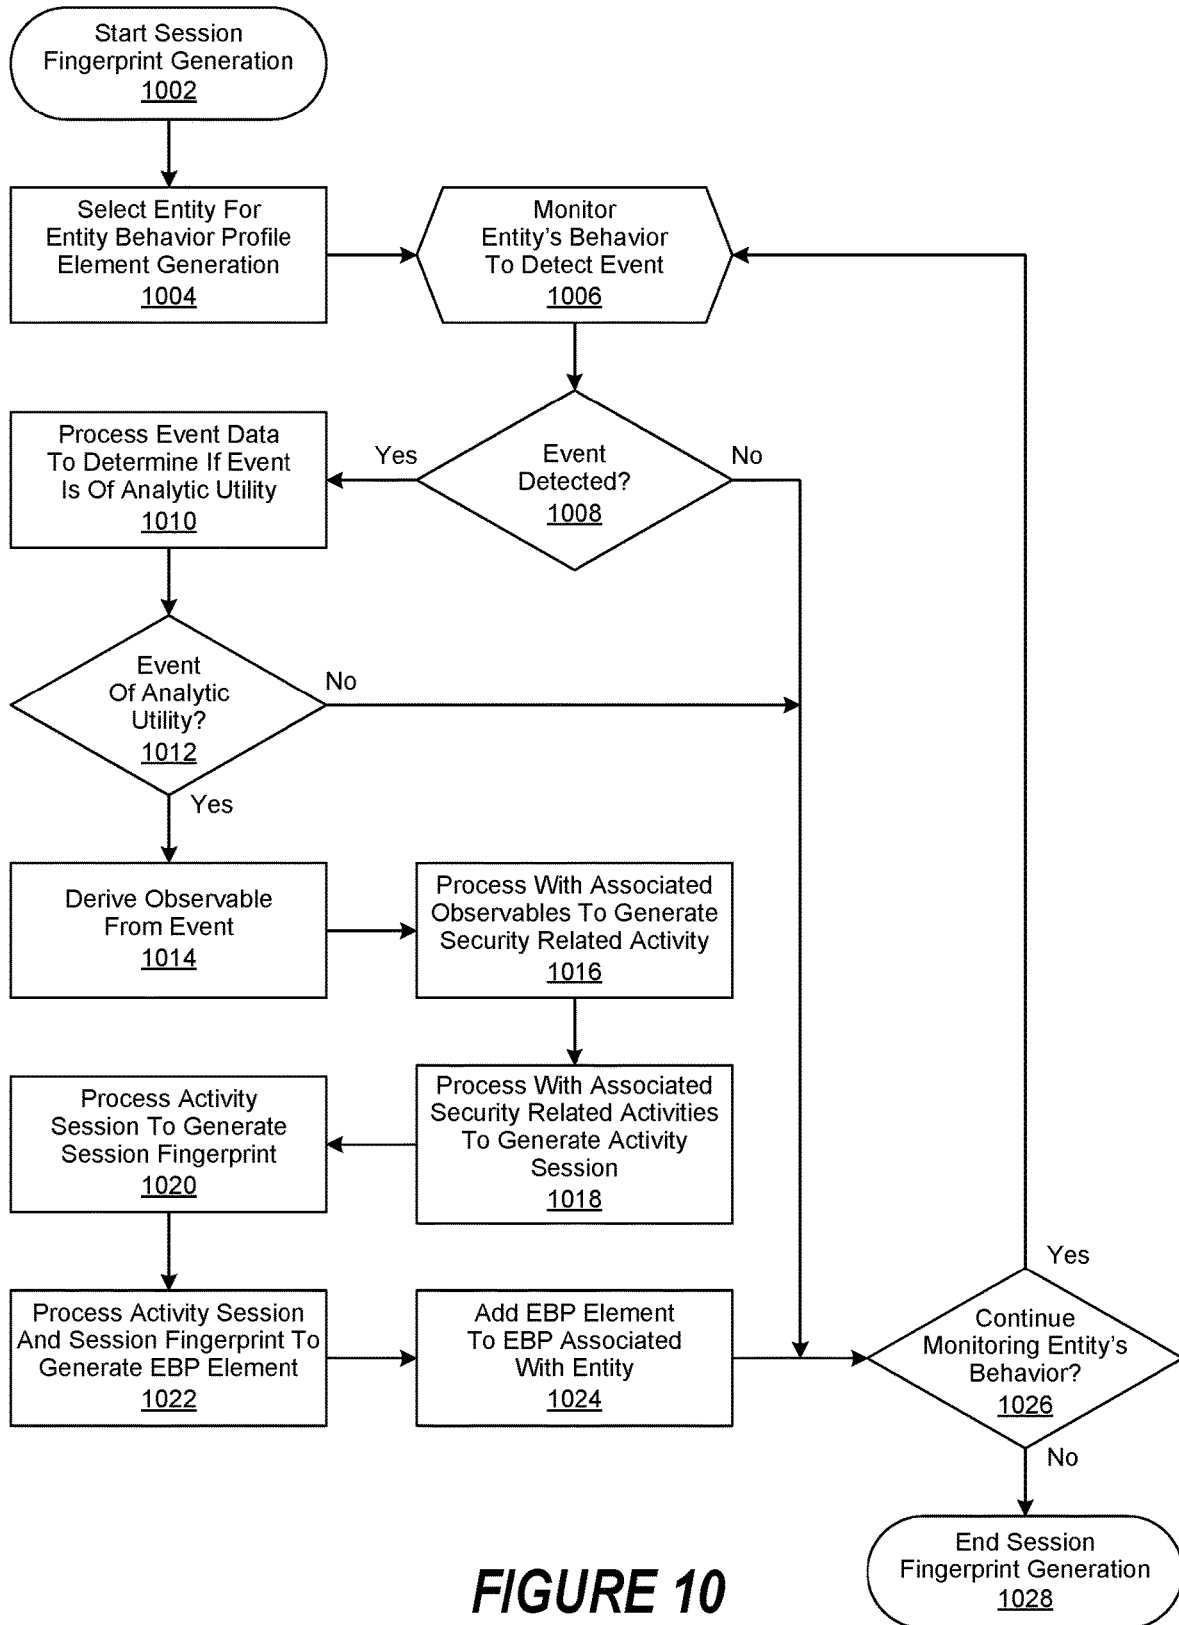 Start Session
Fingerprint Generation
1002
Select Entity For
Entity Behavior Profile
Element Generation
1004
Monitor
Entity's Behavior
To Detect Event
1006
Process Event Data
To Determine If Event
Is Of Analytic Utility
1010
Yes
Event
Detected?
1008
No
Event
Of Analytic
Utility?
1012
No
Yes
Derive Observable
From Event
1014
Process With Associated
Observables To Generate
Security Related Activity
1016
Process Activity
Session To Generate
Session Fingerprint
1020
Process With Associated
Security Related Activities
To Generate Activity
Session
1018
Process Activity Session
And Session Fingerprint To
Generate EBP Element
1022
Add EBP Element
To EBP Associated
With Entity
1024
Yes
Continue
Monitoring Entity's
Behavior?
1026
No
End Session
Fingerprint Generation
1028
FIGURE 10